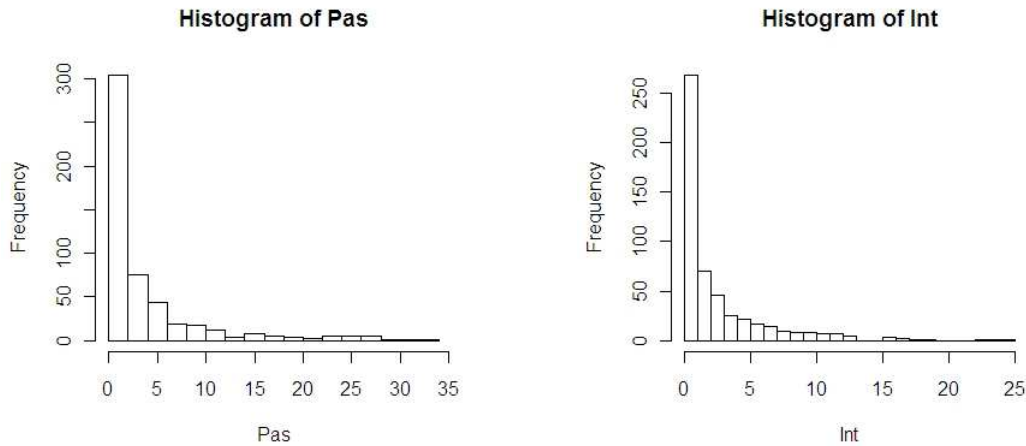 Histogram of Pas
Frequency
0
50
100
200
300
0 5 10 15 20 25 30 35
Pas
Histogram of Int
Frequency
0
50
100
150
200
250
0 5 10 15 20 25
Int